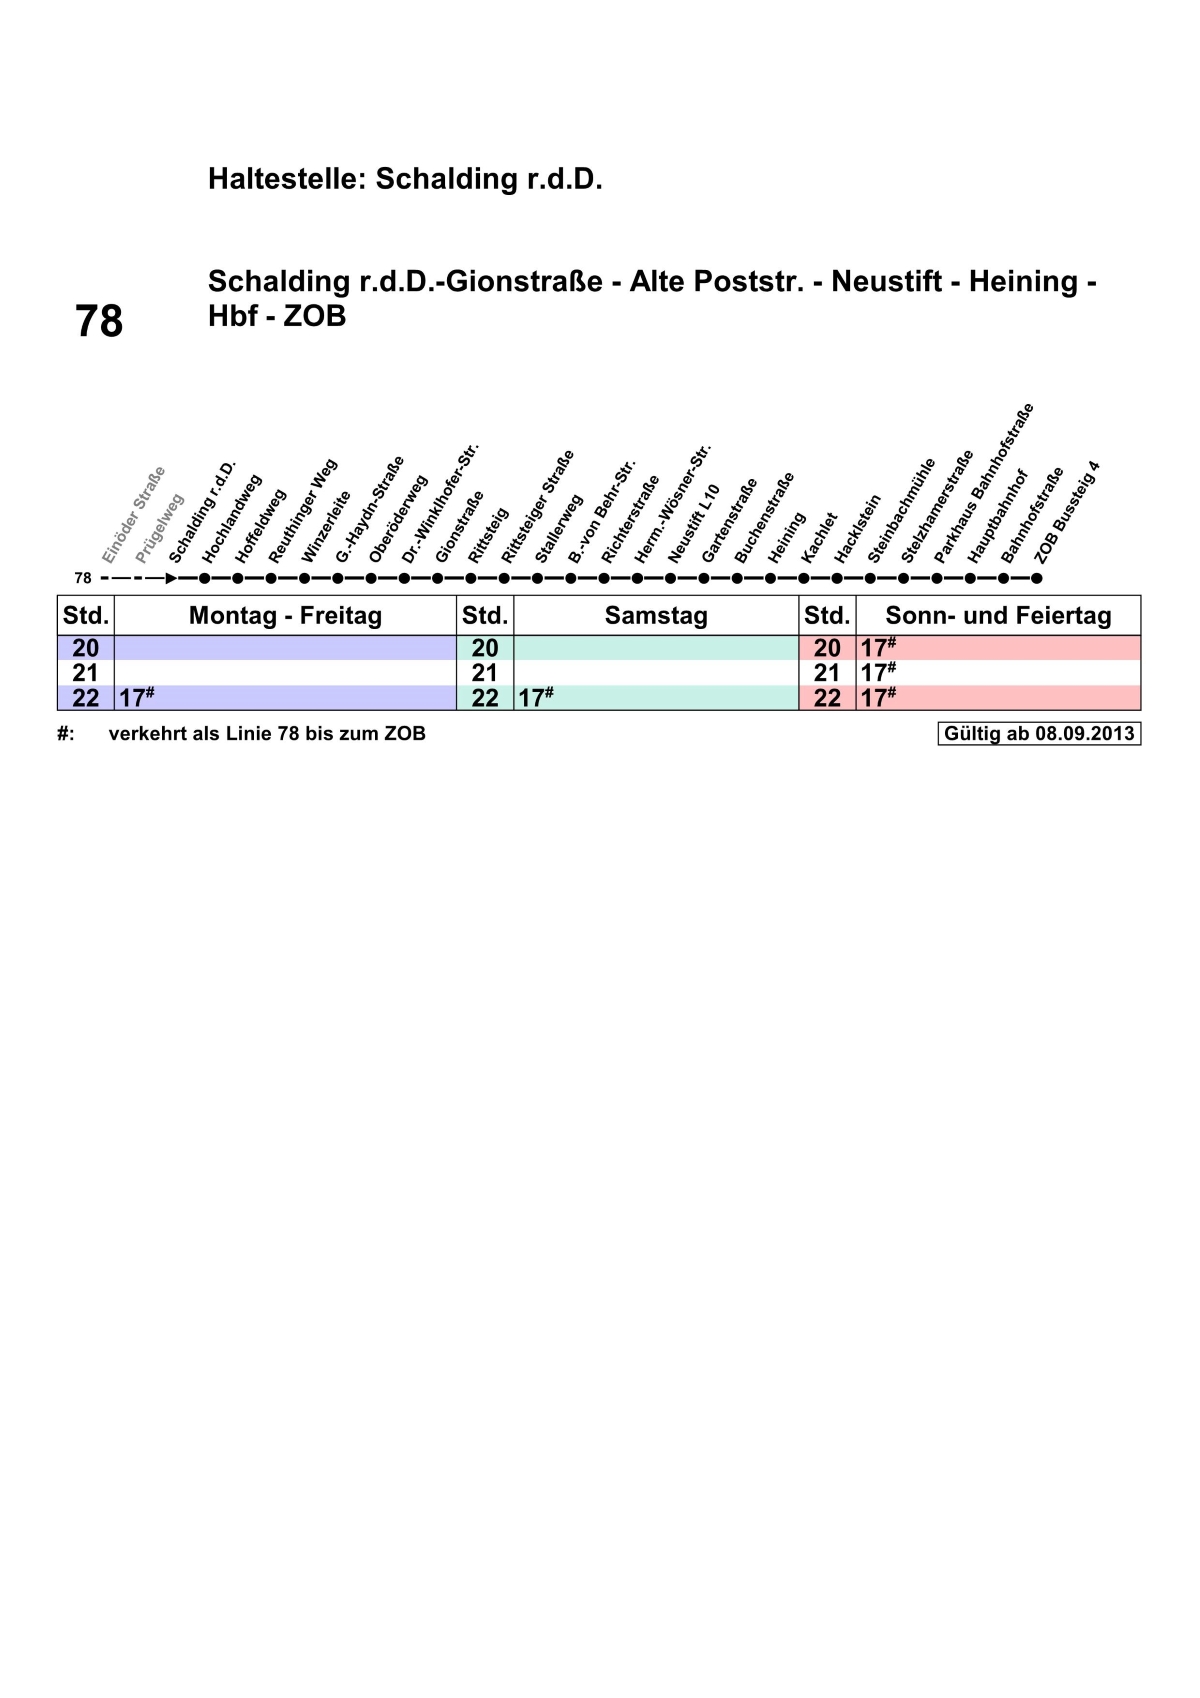 Haltestelle: Schalding r.d.D.
Schalding r.d.D.-Gionstraße - Alte Poststr. - Neustift - Heining -
78
Hbf - ZOB
Einöder Straße
Prügelweg
Schalding r.d.D.
Hochlandweg
Hoffeldweg
Reuthinger Weg
Winzerleite
G.-Haydn-Straße
Oberöderweg
Dr.-Winklhofer-Str.
Gionstraße
Rittsteig
Rittsteiger Straße
Stallerweg
B.-von Behr-Str.
Richterstraße
Herm.-Wösner-Str.
Neustift L10
Gartenstraße
Buchenstraße
Heining
Kachlet
Hacklstein
Steinbachmühle
Stelzhamerstraße
Parkhaus Bahnhofstraße
Hauptbahnhof
Bahnhofstraße
ZOB Bussteig 4
78
Std. Montag - Freitag Std. Samstag Std. Sonn- und Feiertag
20 20 20 17#
21 21 21 17#
22 17# 22 17# 22 17#
#: verkehrt als Linie 78 bis zum ZOB Gültig ab 08.09.2013